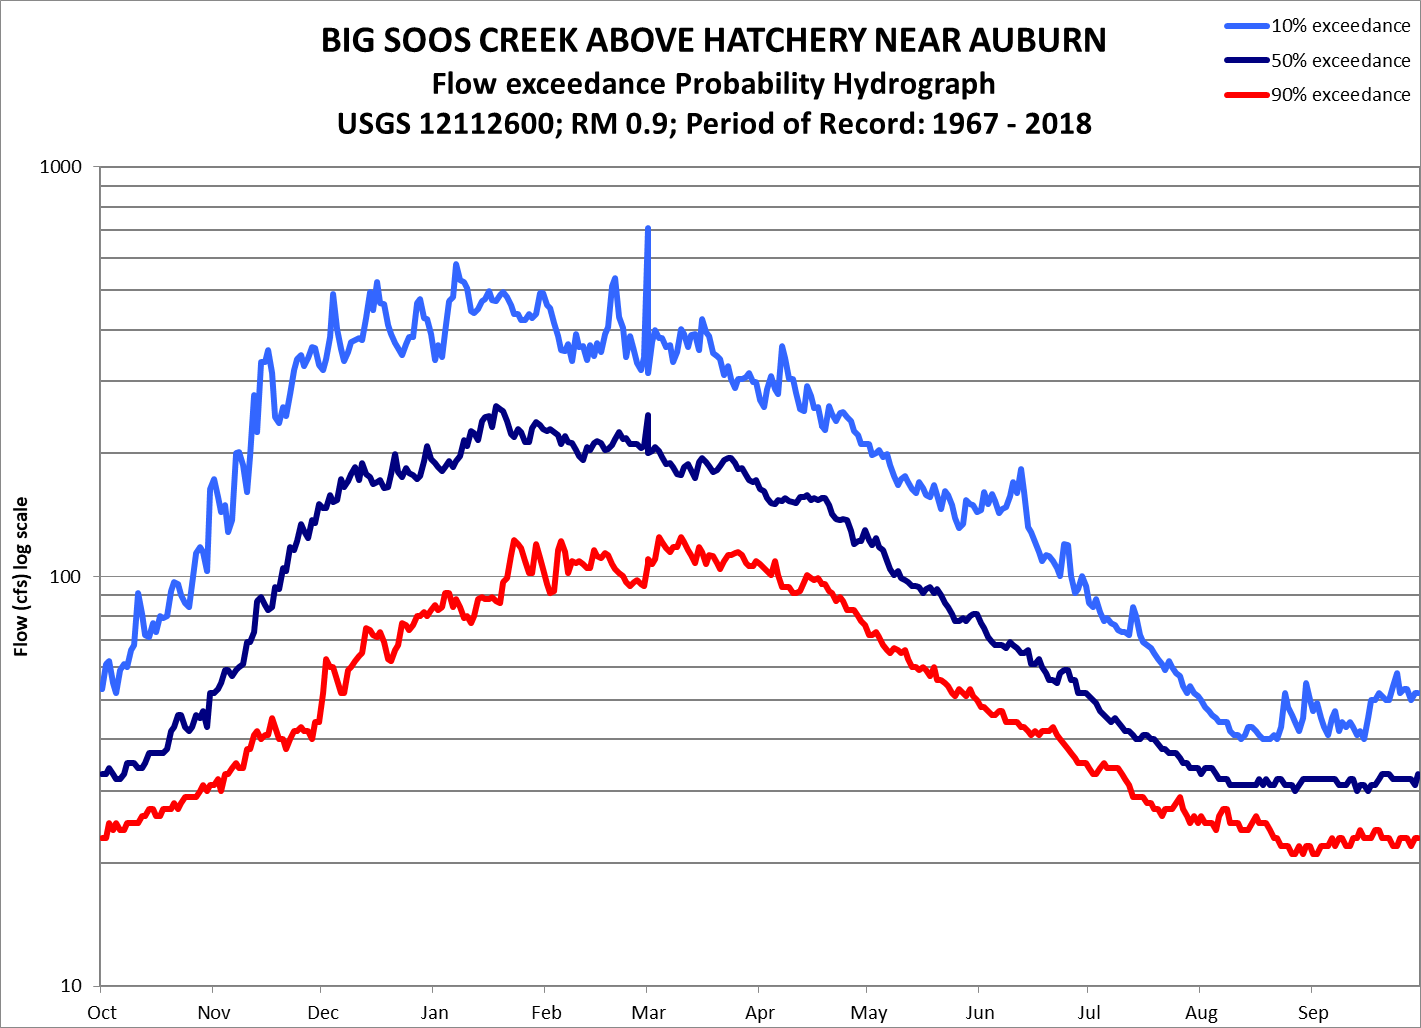 BIG SOOS CREEK ABOVE HATCHERY NEAR AUBURN
Flow exceedance Probability Hydrograph
USGS 12112600; RM 0.9; Period of Record: 1967 - 2018
10% exceedance
50% exceedance
90% exceedance
Flow (cfs) log scale
1000
100
10
Oct Nov Dec Jan Feb Mar Apr May Jun Jul Aug Sep